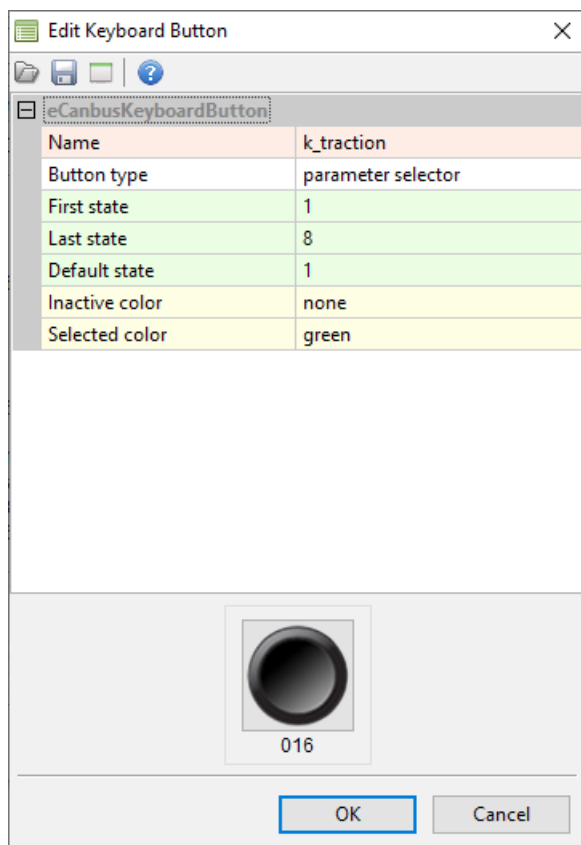 Edit Keyboard Button
eCanbusKeyboardButton
Name k_traction
Button type parameter selector
First state 1
Last state 8
Default state 1
Inactive color none
Selected color green
016
OK Cancel